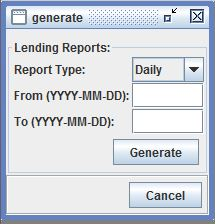 generate
Lending Reports:
Report Type: Daily
From (YYYY-MM-DD):
To (YYYY-MM-DD):
Generate
Cancel